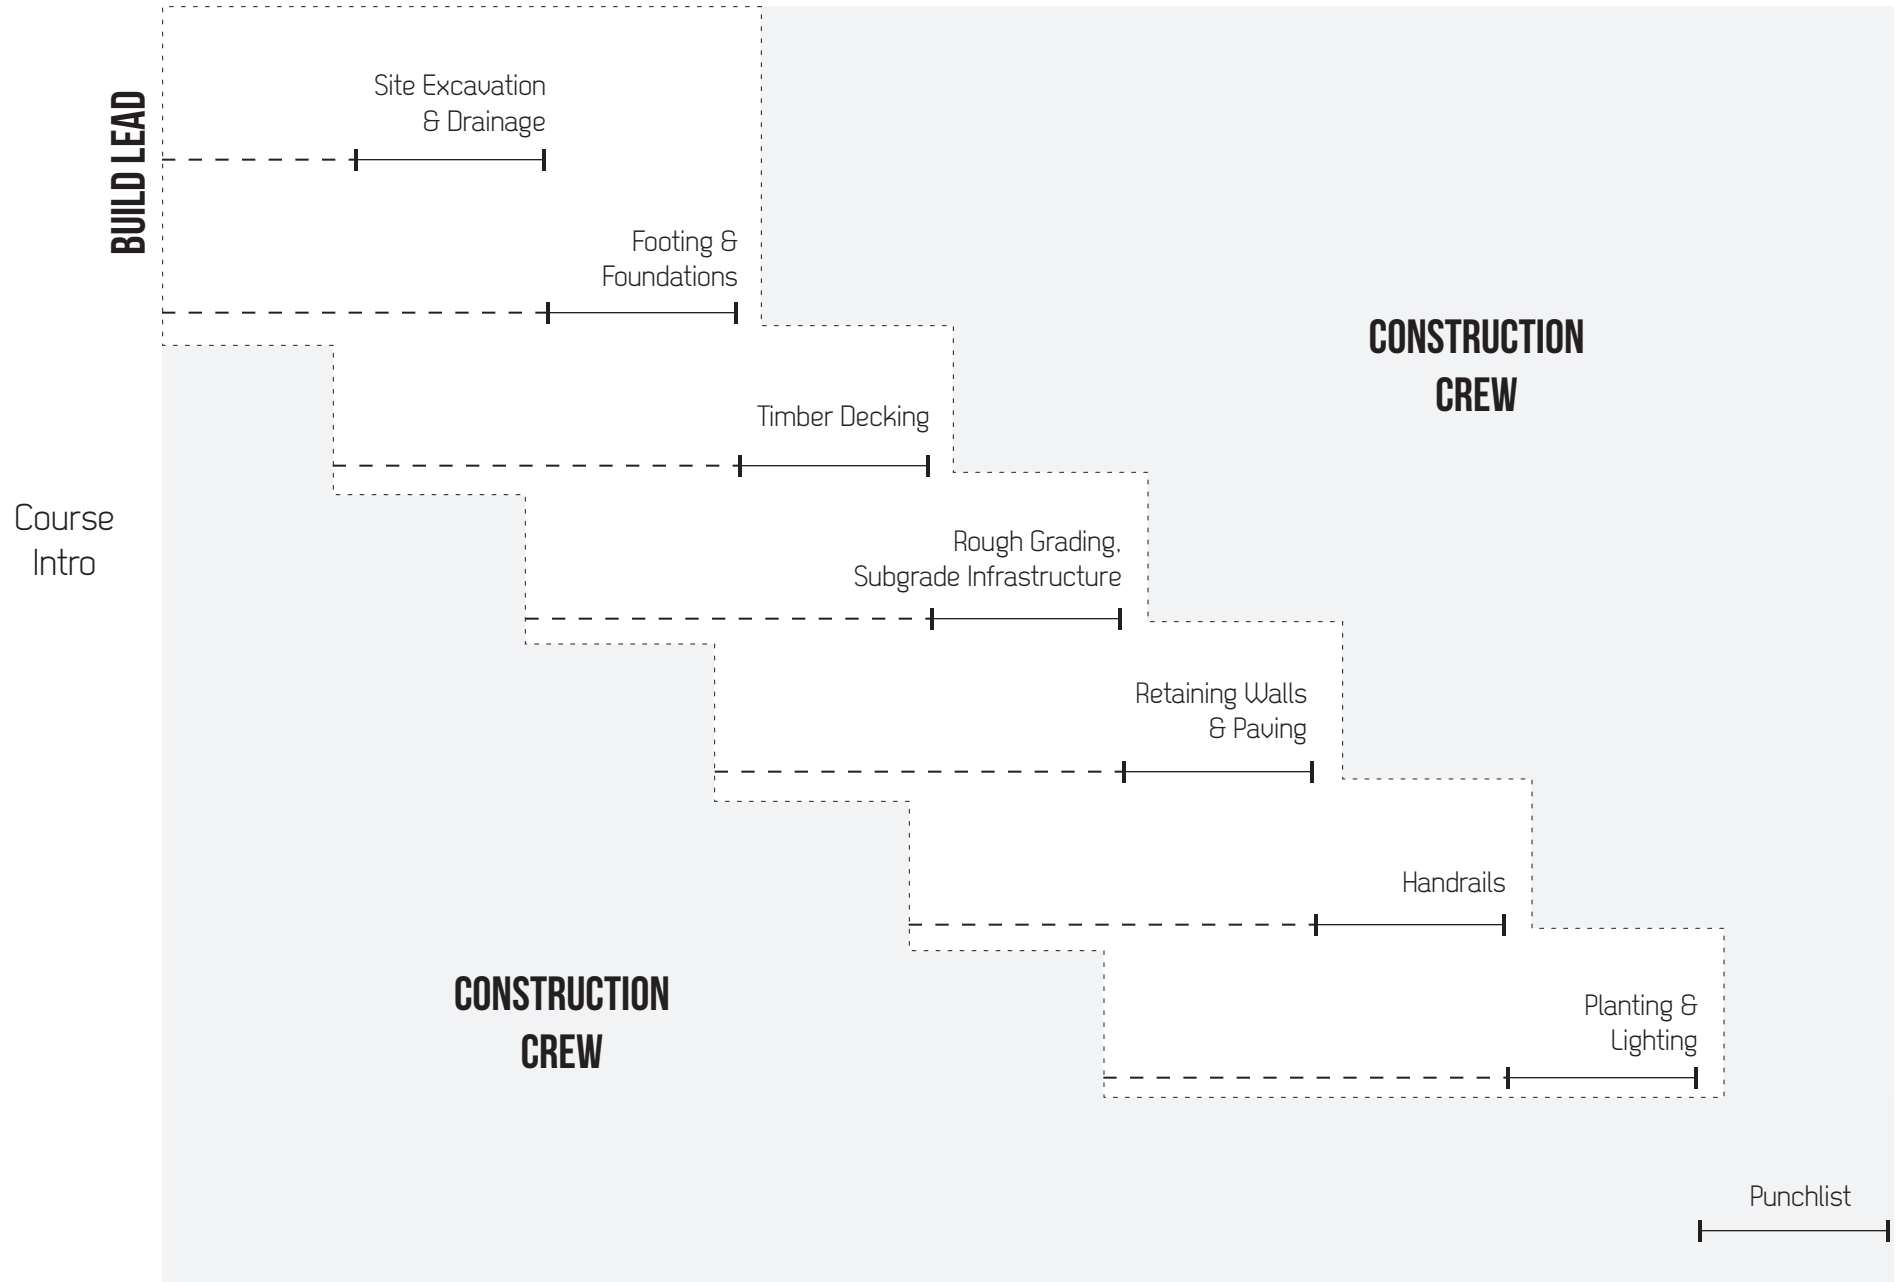 BUILD LEAD
Site Excavation
& Drainage
Footing &
Foundations
CONSTRUCTION
CREW
Timber Decking
Course
Intro
Rough Grading,
Subgrade Infrastructure
Retaining Walls
& Paving
Handrails
CONSTRUCTION
CREW
Planting &
Lighting
Punchlist